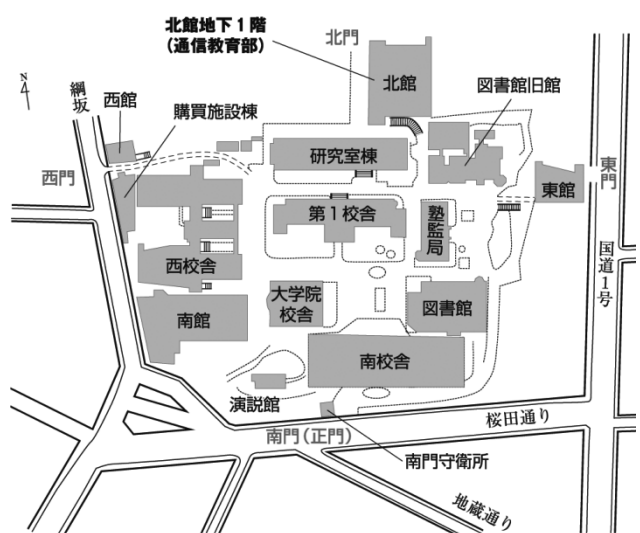 北館地下1階
(通信教育部)
北門
N
綱坂
西館
購買施設棟
北館
図書館旧館
研究室棟
西門
東門
東館
第1校舎
塾監局
国道1号
西校舎
大学院
校舎
図書館
南館
南校舎
演説館
桜田通り
南門(正門)
南門守衛所
地蔵通り